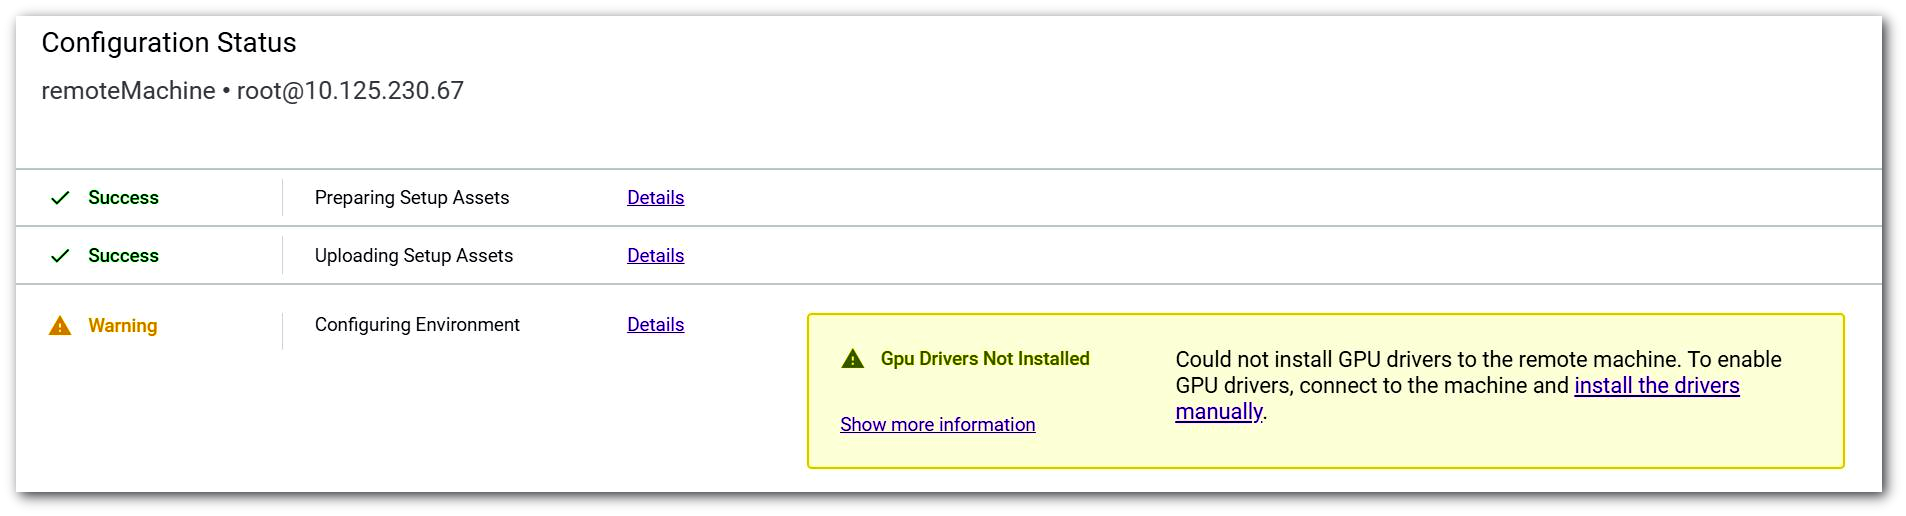 Configuration Status
remoteMachine • root@10.125.230.67
Success Preparing Setup Assets Details
Success Uploading Setup Assets Details
Warning Configuring Environment Details
Gpu Drivers Not Installed
Show more information
Could not install GPU drivers to the remote machine. To enable
GPU drivers, connect to the machine and install the drivers
manually.